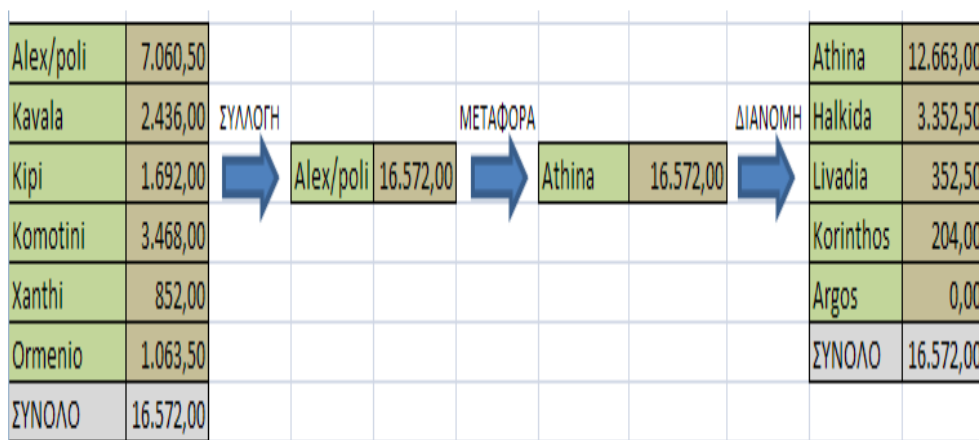 Alex/poli 7.060,50 Athina 12.663,00
Kavala 2.436,00 ΣΥΛΛΟΓΗ ΜΕΤΑΦΟΡΑ ΔΙΑΝΟΜΗ Halkida 3.352,50
Kipi 1.692,00 Alex/poli 16.572,00 Athina 16.572,00 Livadia 352,50
Komotini 3.468,00 Korinthos 204,00
Xanthi 852,00 Argos 0,00
Ormenio 1.063,50 ΣΥΝΟΛΟ 16.572,00
ΣΥΝΟΛΟ 16.572,00